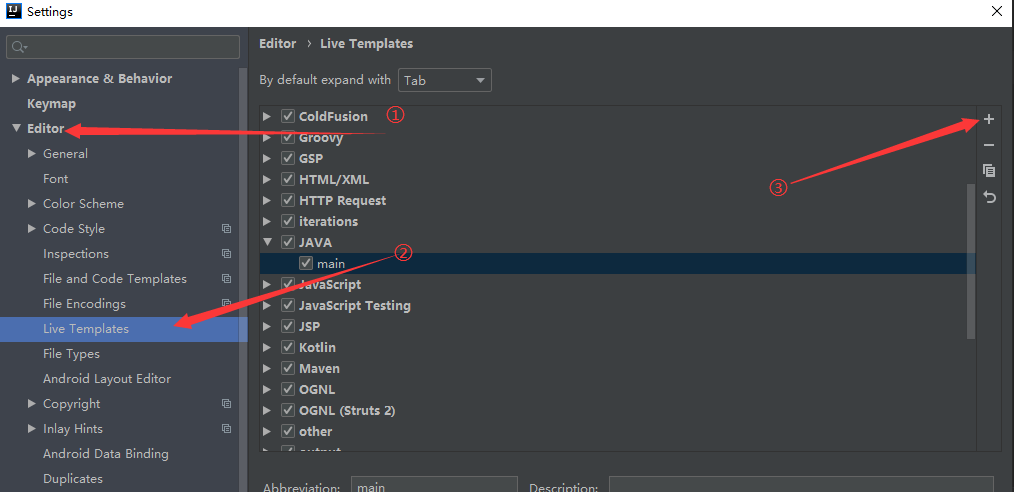 IJ
Settings
Appearance & Behavior
Keymap
Editor
General
Font
Color Scheme
Code Style
Inspections
File and Code Templates
File Encodings
Live Templates
File Types
Android Layout Editor
Copyright
Inlay Hints
Android Data Binding
Duplicates
Editor › Live Templates
By default expand with Tab
ColdFusion ①
Groovy
GSP
HTML/XML
③
HTTP Request
iterations
JAVA
②
main
JavaScript
JavaScript Testing
JSP
Kotlin
Maven
OGNL
OGNL (Struts 2)
other
output
Abbreviation: main Description: